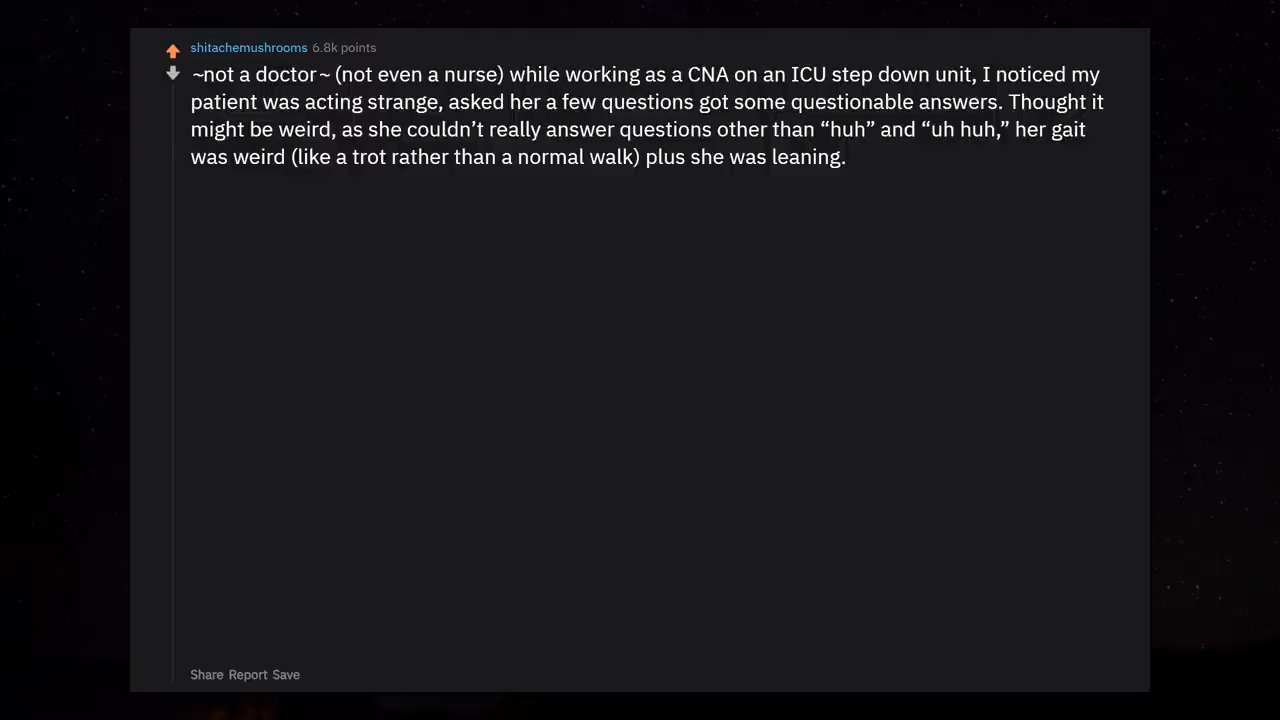 shitachemushrooms 6.8k points
~not a doctor~ (not even a nurse) while working as a CNA on an ICU step down unit, I noticed my
patient was acting strange, asked her a few questions got some questionable answers. Thought it
might be weird, as she couldn’t really answer questions other than “huh” and “uh huh,” her gait
was weird (like a trot rather than a normal walk) plus she was leaning.
Share Report Save